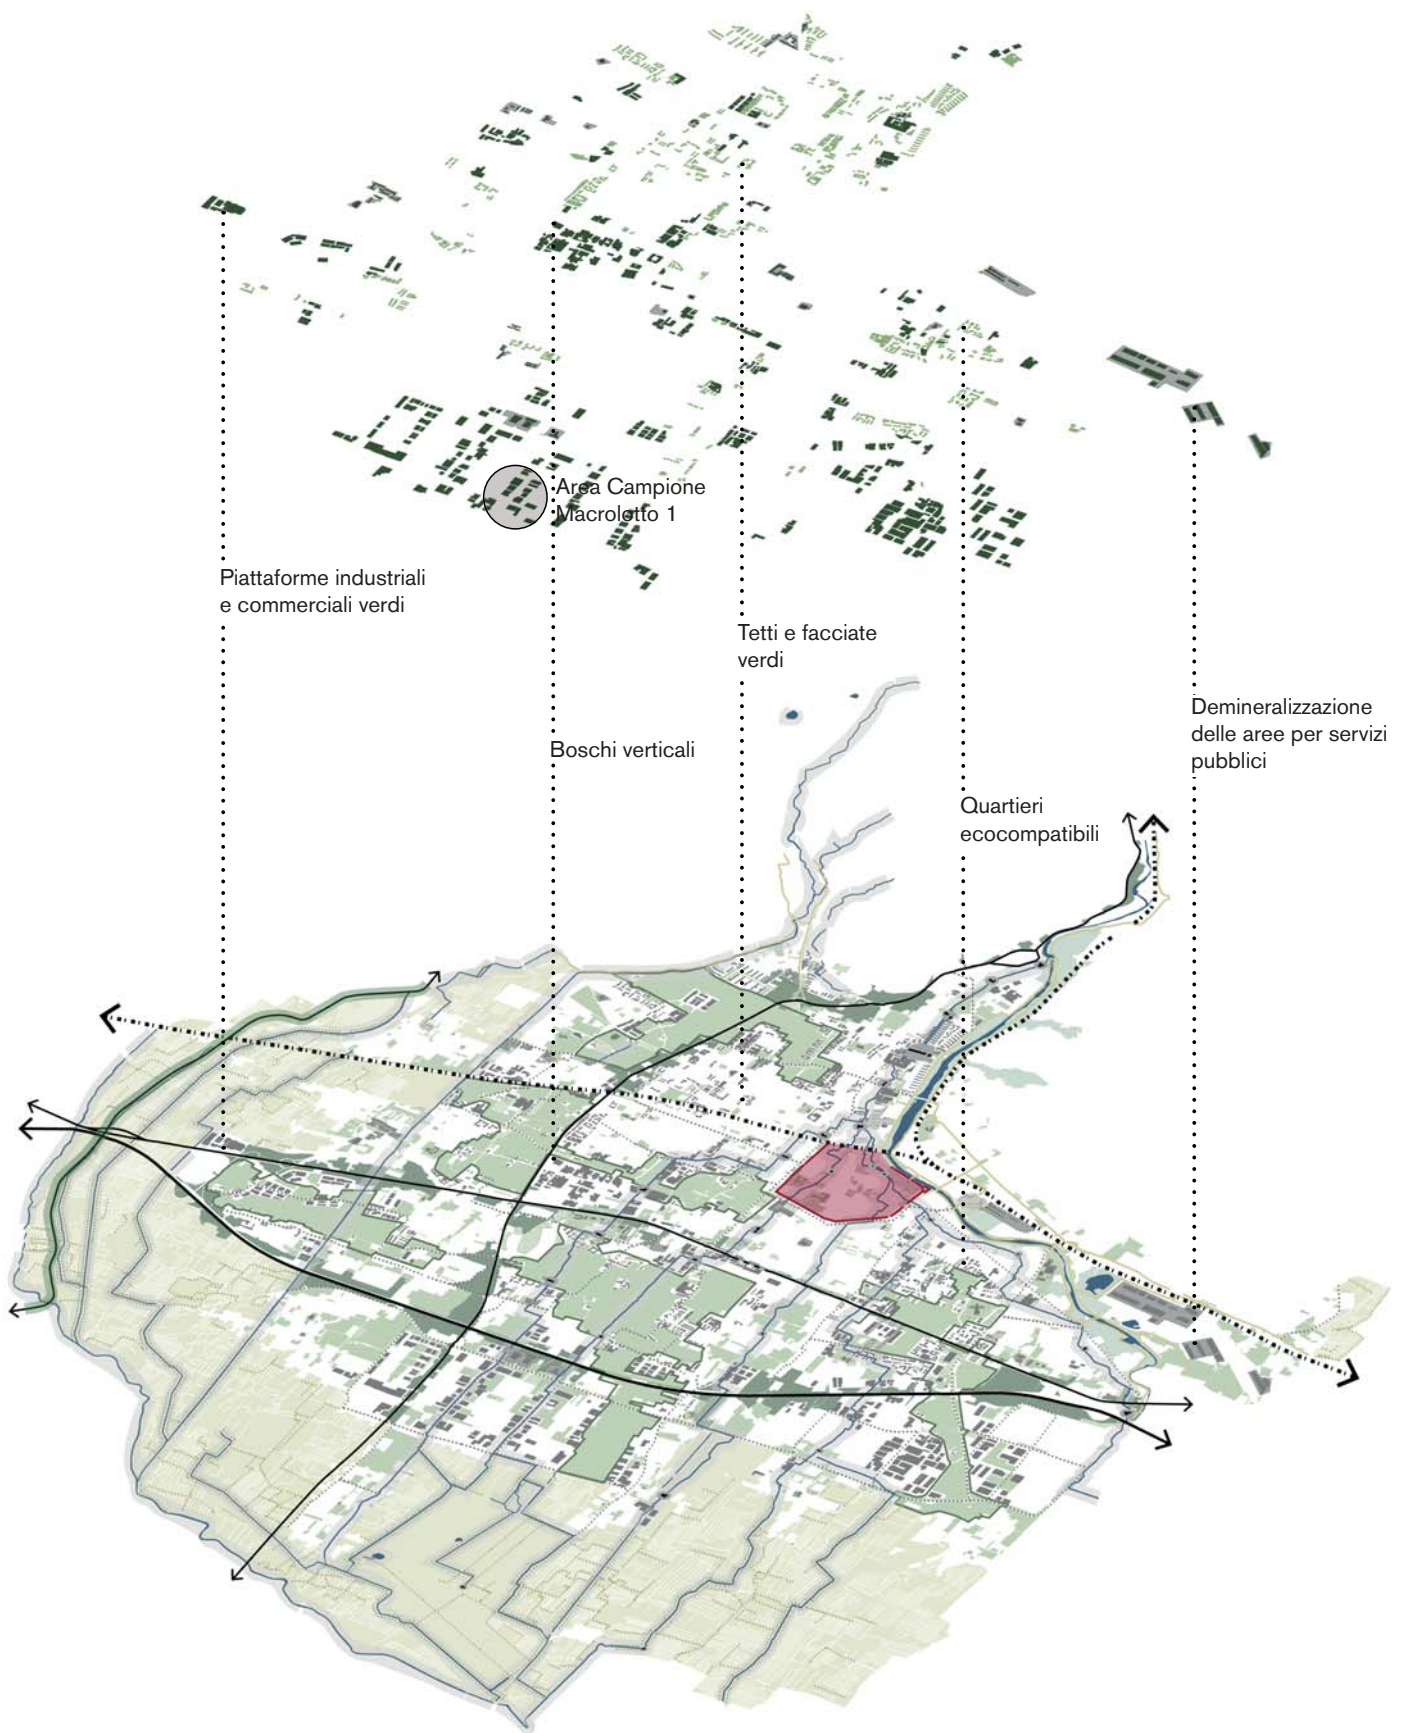 Area Campione
Macrolotto 1
Piattaforme industriali
e commerciali verdi
Tetti e facciate
verdi
Demineralizzazione
delle aree per servizi
pubblici
Boschi verticali
Quartieri
ecocompatibili